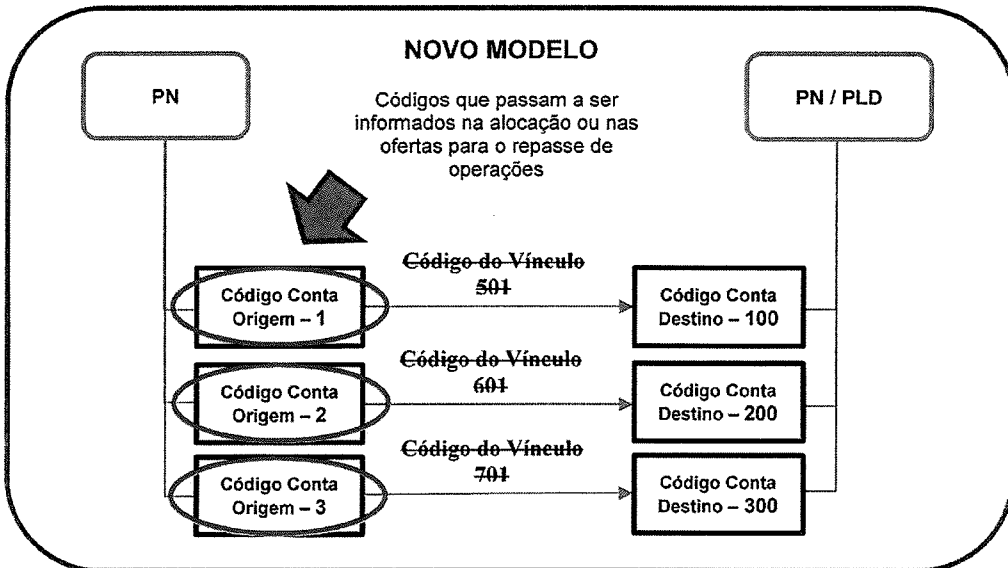 NOVO MODELO
PN
PN / PLD
Códigos que passam a ser
informados na alocação ou nas
ofertas para o repasse de
operações
Código do Vínculo
501
Código Conta
Origem – 1
Código Conta
Destino – 100
Código do Vínculo
601
Código Conta
Origem – 2
Código Conta
Destino – 200
Código do Vínculo
701
Código Conta
Origem – 3
Código Conta
Destino – 300